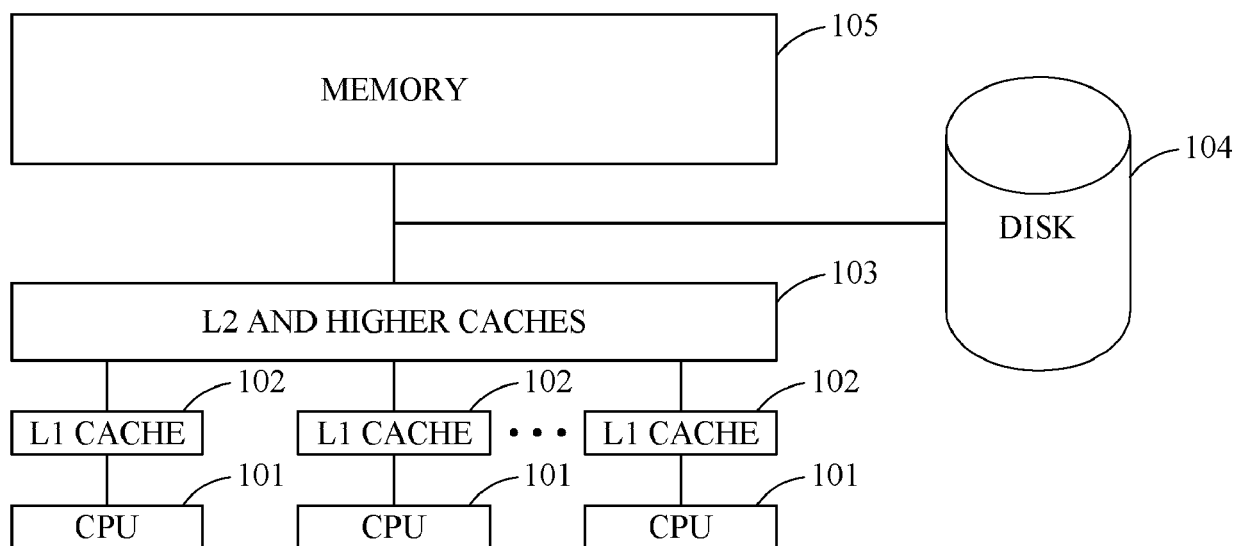 105
MEMORY
104
DISK
103
L2 AND HIGHER CACHES
102 102 102
L1 CACHE L1 CACHE • • • L1 CACHE
101 101 101
CPU CPU CPU